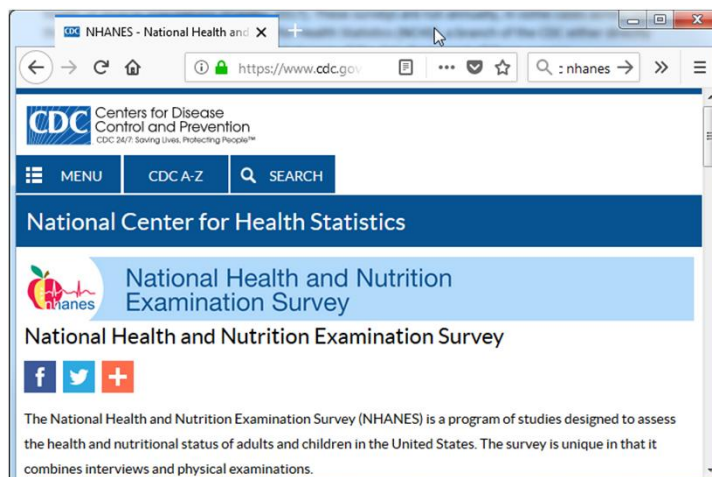 NHANES - National Health and
https://www.cdc.gov
: nhanes
CDC
Centers for Disease
Control and Prevention
CDC 24/7: Saving Lives, Protecting People™
MENU
CDC A-Z
SEARCH
National Center for Health Statistics
nhanes
National Health and Nutrition
Examination Survey
National Health and Nutrition Examination Survey
The National Health and Nutrition Examination Survey (NHANES) is a program of studies designed to assess
the health and nutritional status of adults and children in the United States. The survey is unique in that it
combines interviews and physical examinations.